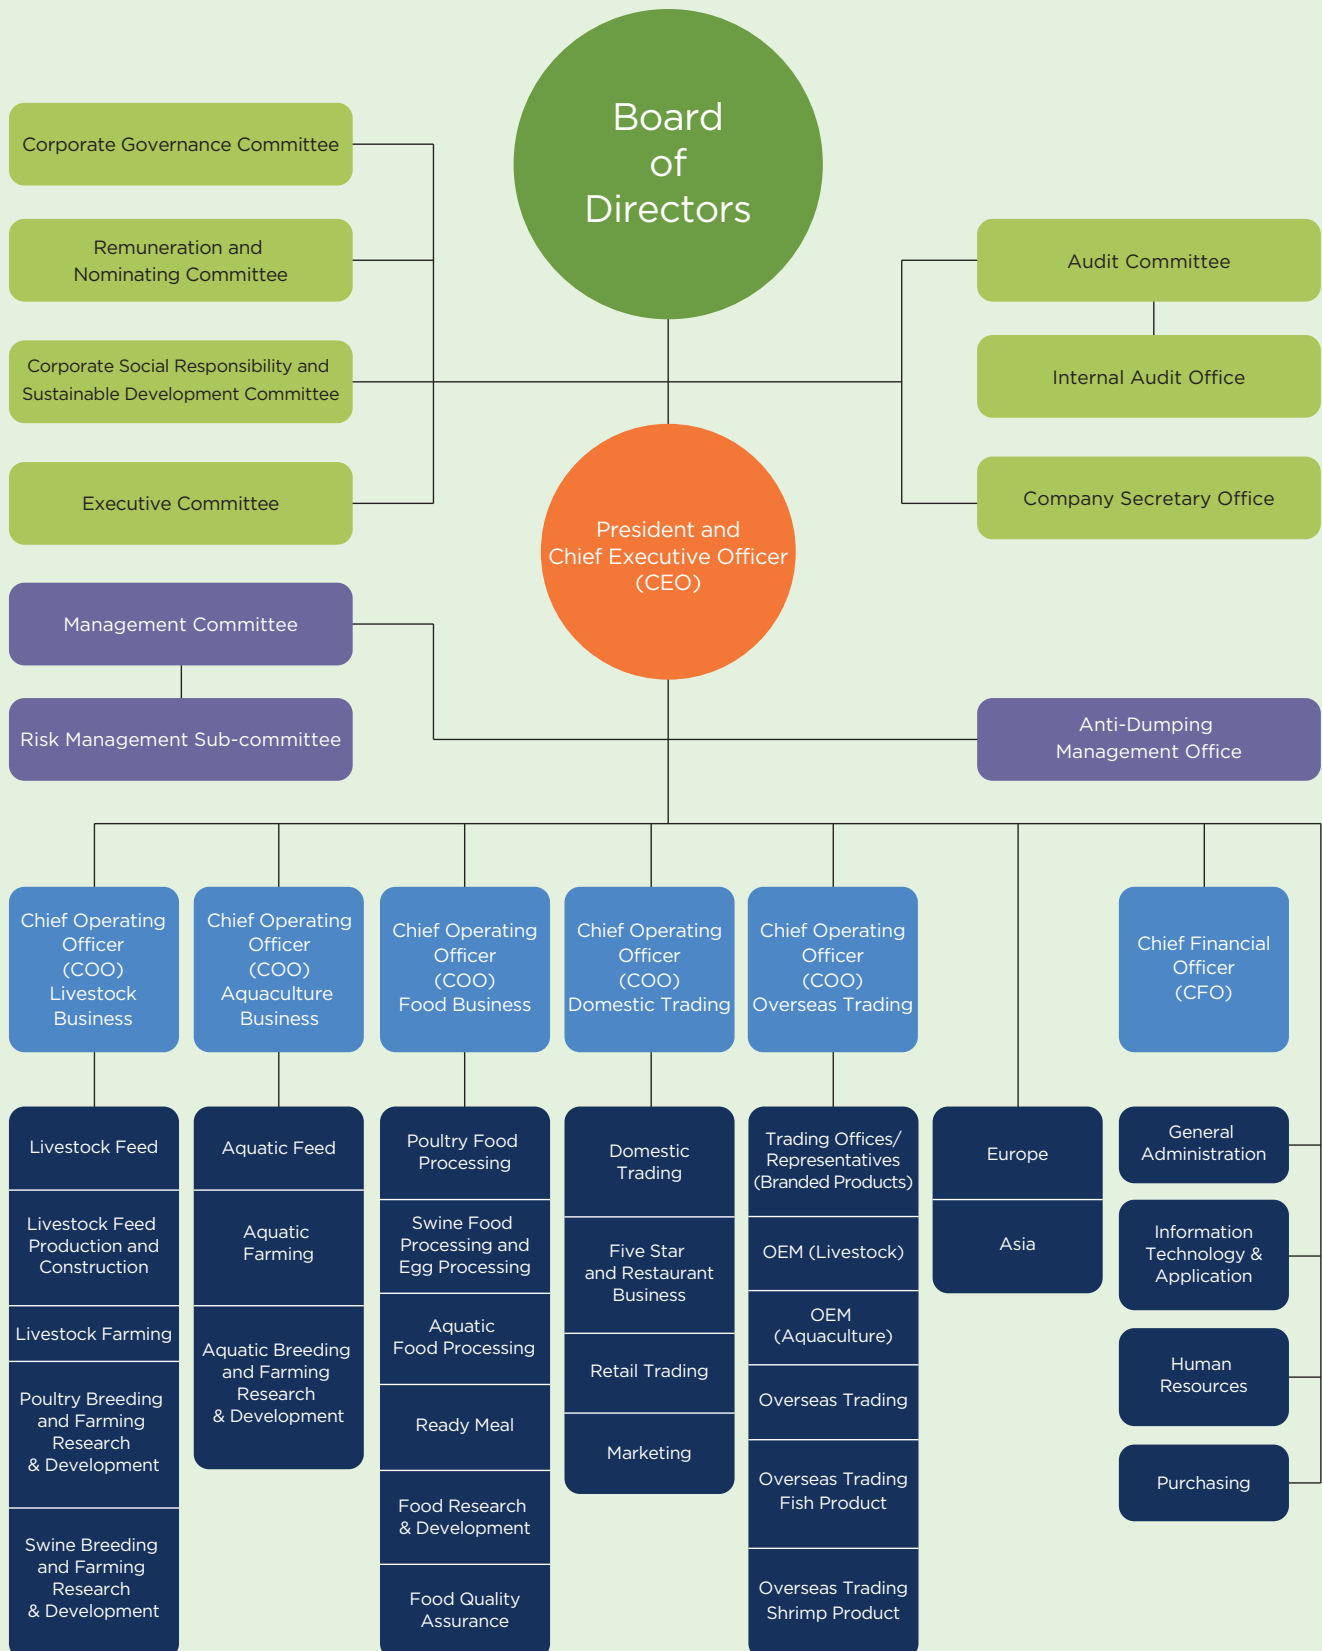 Board
of
Directors
Corporate Governance Committee
Remuneration and
Nominating Committee
Corporate Social Responsibility and
Sustainable Development Committee
Executive Committee
Audit Committee
Internal Audit Office
Company Secretary Office
President and
Chief Executive Officer
(CEO)
Management Committee
Risk Management Sub-committee
Anti-Dumping
Management Office
Chief Operating
Officer
(COO)
Livestock
Business
Chief Operating
Officer
(COO)
Aquaculture
Business
Chief Operating
Officer
(COO)
Food Business
Chief Operating
Officer
(COO)
Domestic Trading
Chief Operating
Officer
(COO)
Overseas Trading
Chief Financial
Officer
(CFO)
Livestock Feed
Livestock Feed
Production and
Construction
Livestock Farming
Poultry Breeding
and Farming
Research
& Development
Swine Breeding
and Farming
Research
& Development
Aquatic Feed
Aquatic
Farming
Aquatic Breeding
and Farming
Research
& Development
Poultry Food
Processing
Swine Food
Processing and
Egg Processing
Aquatic
Food Processing
Ready Meal
Food Research
& Development
Food Quality
Assurance
Domestic
Trading
Five Star
and Restaurant
Business
Retail Trading
Marketing
Trading Offices/
Representatives
(Branded Products)
OEM (Livestock)
OEM
(Aquaculture)
Overseas Trading
Overseas Trading
Fish Product
Overseas Trading
Shrimp Product
Europe
Asia
General
Administration
Information
Technology &
Application
Human
Resources
Purchasing